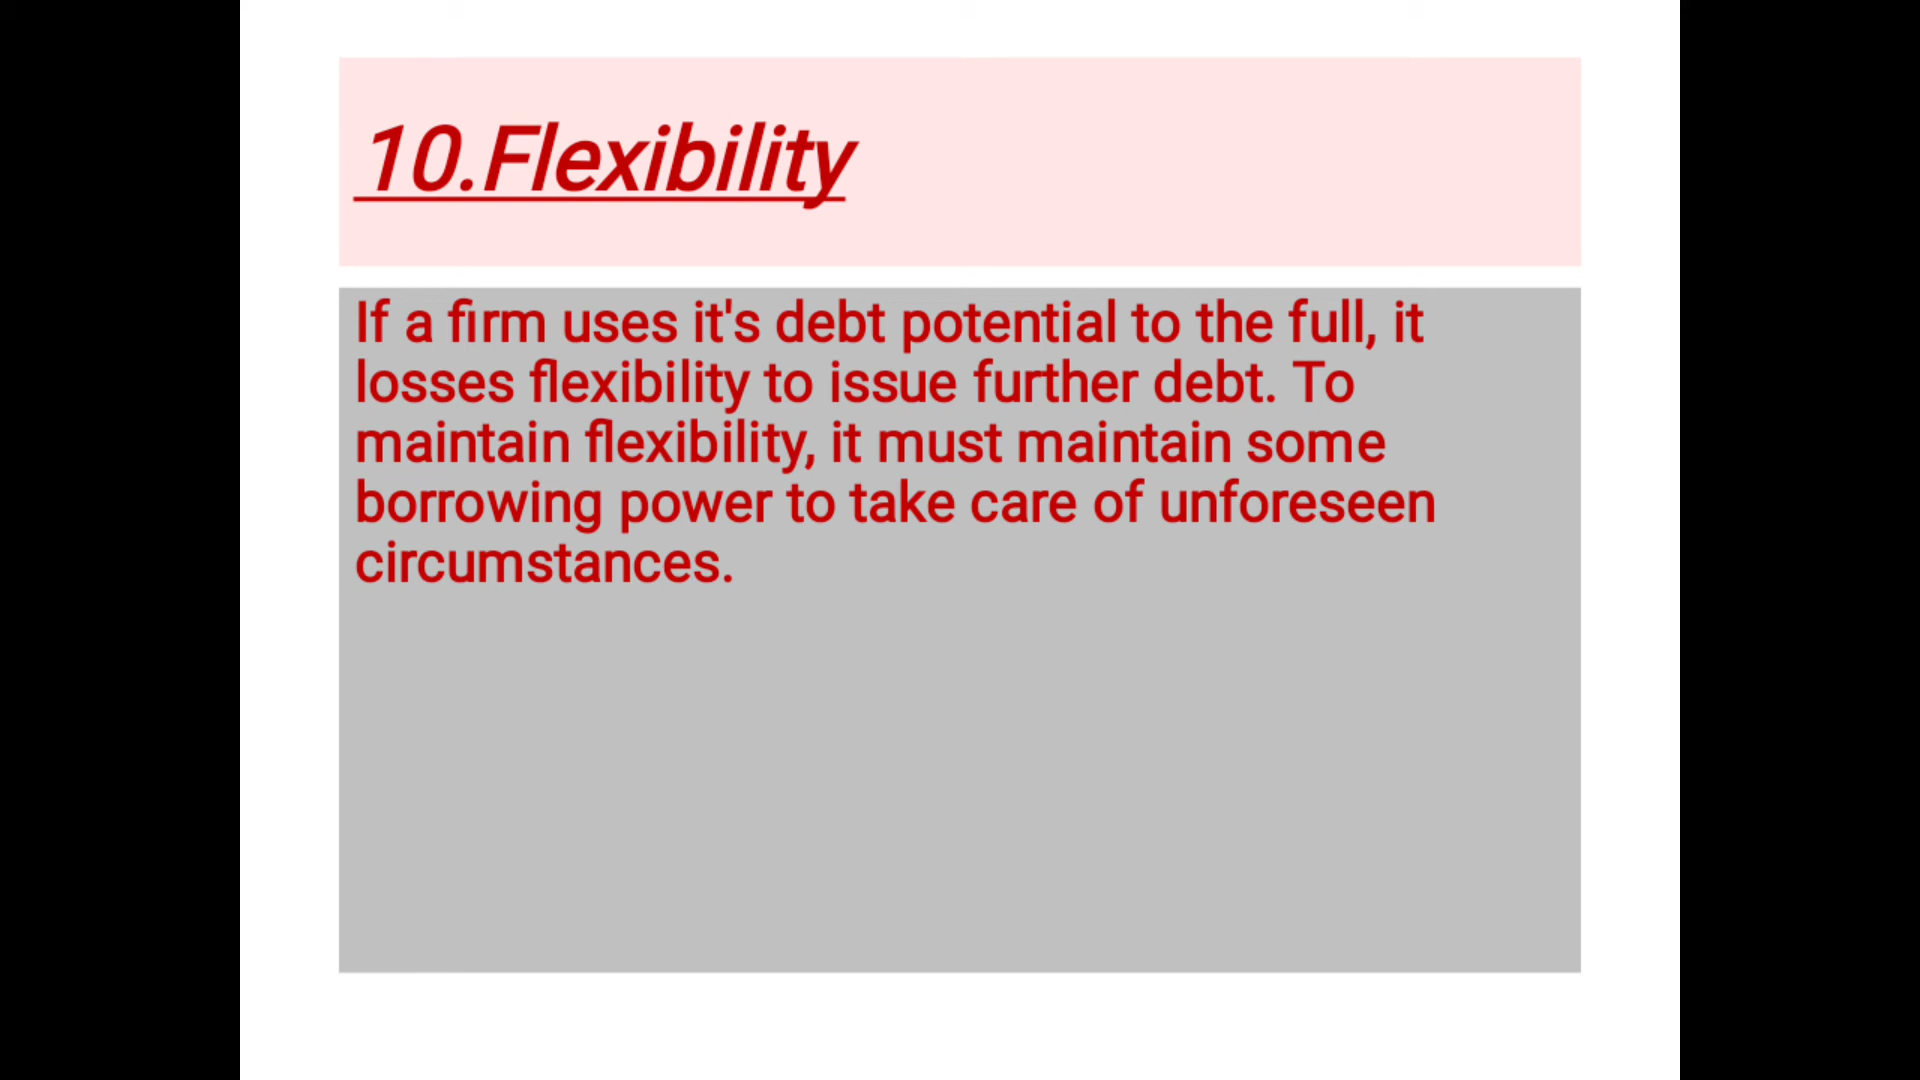 10.Flexibility
If a firm uses it's debt potential to the full, it
losses flexibility to issue further debt. To
maintain flexibility, it must maintain some
borrowing power to take care of unforeseen
circumstances.